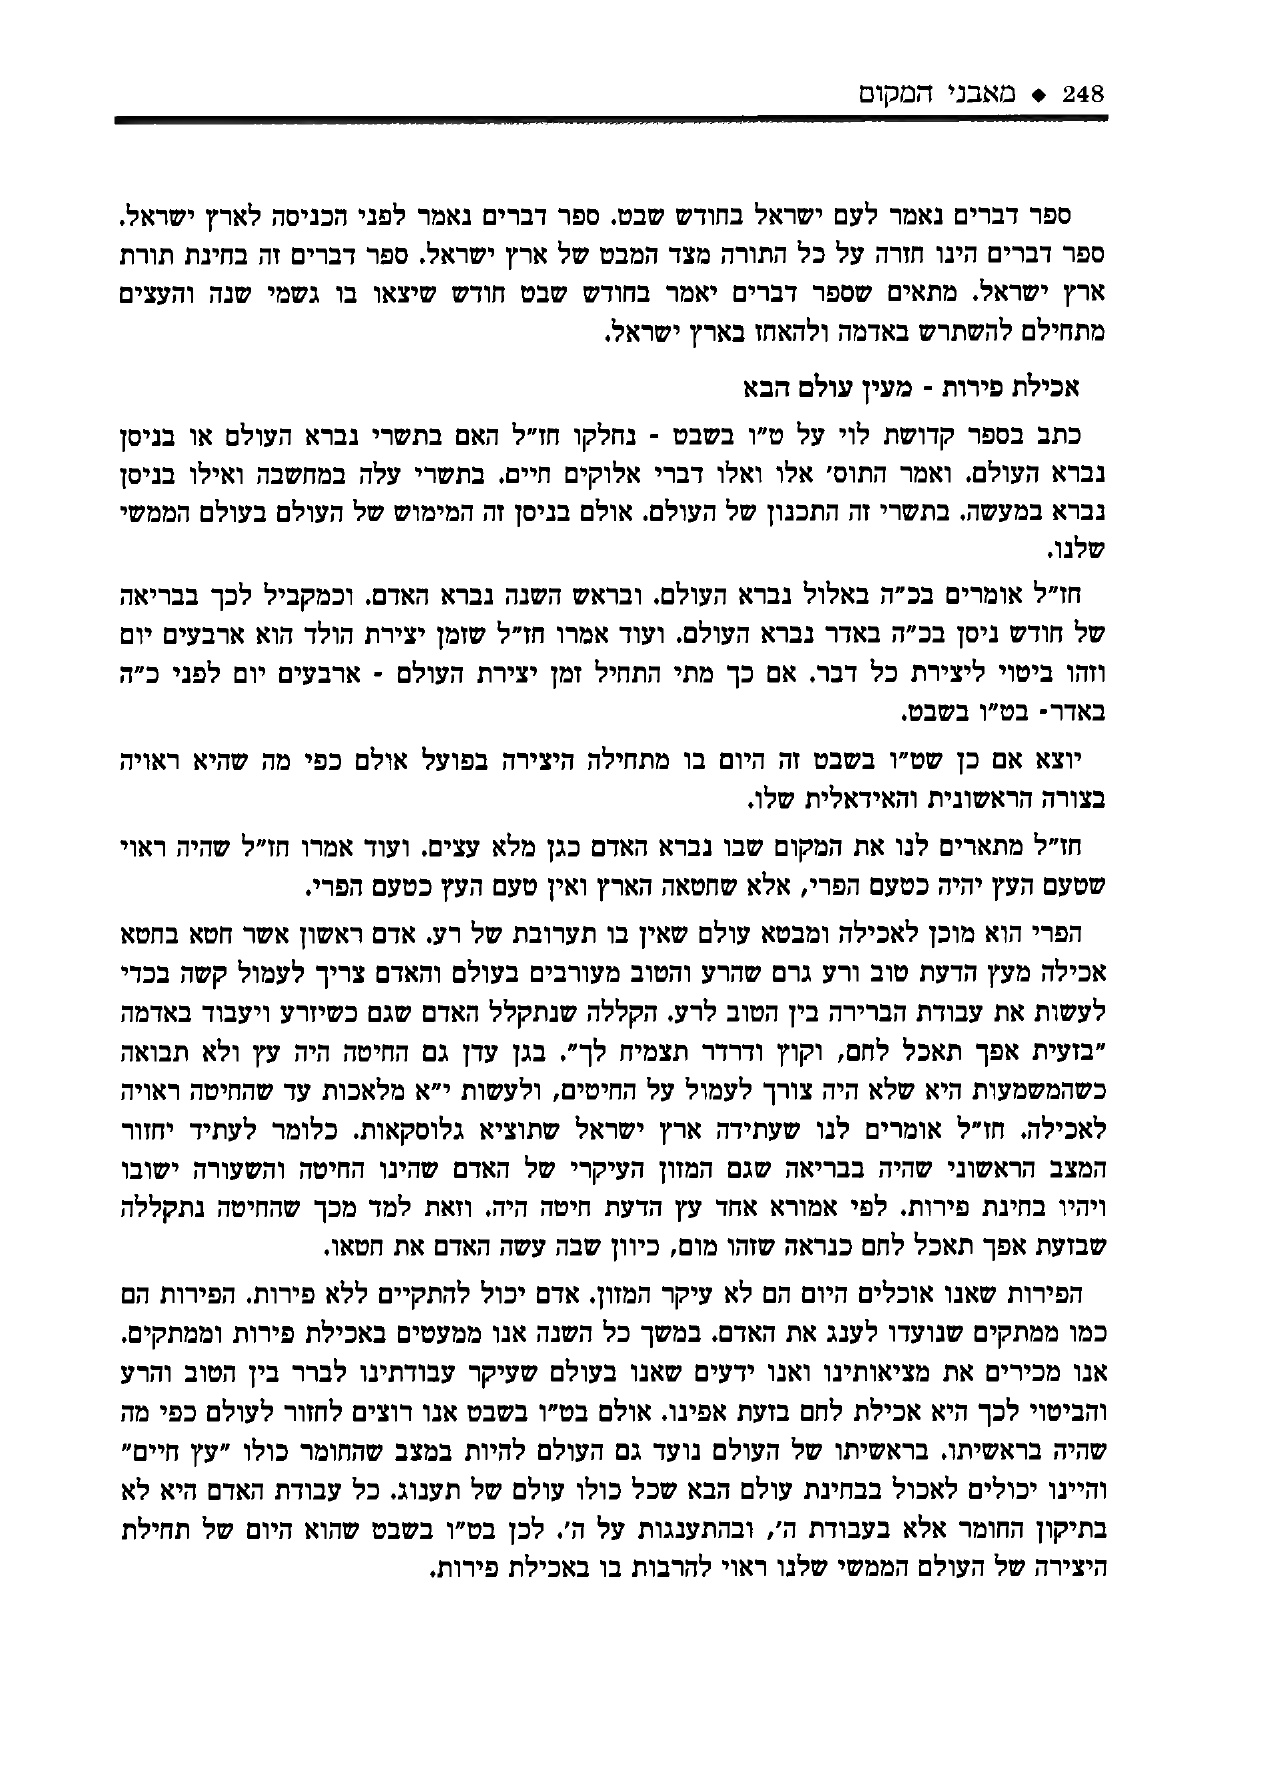 248 ◆ מאבני המקום
ספר דברים נאמר לעם ישראל בחודש שבט. ספר דברים נאמר לפני הכניסה לארץ ישראל.
ספר דברים הינו חזרה על כל התורה מצד המבט של ארץ ישראל. ספר דברים זה בחינת תורת
ארץ ישראל. מתאים שספר דברים יאמר בחודש שבט חודש שיצאו בו גשמי שנה והעצים
מתחילם להשתרש באדמה ולהאחז בארץ ישראל.
אכילת פירות - מעין עולם הבא
כתב בספר קדושת לוי על ט"ו בשבט - נחלקו חז"ל האם בתשרי נברא העולם או בניסן
נברא העולם. ואמר התוס' אלו ואלו דברי אלוקים חיים. בתשרי עלה במחשבה ואילו בניסן
נברא במעשה. בתשרי זה התכנון של העולם. אולם בניסן זה המימוש של העולם בעולם הממשי
שלנו.
חז"ל אומרים בכ"ה באלול נברא העולם. ובראש השנה נברא האדם. וכמקביל לכך בבריאה
של חודש ניסן בכ"ה באדר נברא העולם. ועוד אמרו חז"ל שזמן יצירת הולד הוא ארבעים יום
וזהו ביטוי ליצירת כל דבר. אם כך מתי התחיל זמן יצירת העולם - ארבעים יום לפני כ"ה
באדר- בט"ו בשבט.
יוצא אם כן שט"ו בשבט זה היום בו מתחילה היצירה בפועל אולם כפי מה שהיא ראויה
בצורה הראשונית והאידאלית שלו.
חז"ל מתארים לנו את המקום שבו נברא האדם כגן מלא עצים. ועוד אמרו חז"ל שהיה ראוי
שטעם העץ יהיה כטעם הפרי, אלא שחטאה הארץ ואין טעם העץ כטעם הפרי.
הפרי הוא מוכן לאכילה ומבטא עולם שאין בו תערובת של רע. אדם ראשון אשר חטא בחטא
אכילה מעץ הדעת טוב ורע גרם שהרע והטוב מעורבים בעולם והאדם צריך לעמול קשה בכדי
לעשות את עבודת הברירה בין הטוב לרע. הקללה שנתקלל האדם שגם כשיזרע ויעבוד באדמה
"בזעית אפך תאכל לחם, וקוץ ודרדר תצמיח לך". בגן עדן גם החיטה היה עץ ולא תבואה
כשהמשמעות היא שלא היה צורך לעמול על החיטים, ולעשות י"א מלאכות עד שהחיטה ראויה
לאכילה. חז"ל אומרים לנו שעתידה ארץ ישראל שתוציא גלוסקאות. כלומר לעתיד יחזור
המצב הראשוני שהיה בבריאה שגם המזון העיקרי של האדם שהינו החיטה והשעורה ישובו
ויהיו בחינת פירות. לפי אמורא אחד עץ הדעת חיטה היה. וזאת למד מכך שהחיטה נתקללה
שבזעת אפך תאכל לחם כנראה שזהו מום, כיוון שבה עשה האדם את חטאו.
הפירות שאנו אוכלים היום הם לא עיקר המזון. אדם יכול להתקיים ללא פירות. הפירות הם
כמו ממתקים שנועדו לענג את האדם. במשך כל השנה אנו ממעטים באכילת פירות וממתקים.
אנו מכירים את מציאותינו ואנו ידעים שאנו בעולם שעיקר עבודתינו לברר בין הטוב והרע
והביטוי לכך היא אכילת לחם בזעת אפינו. אולם בט"ו בשבט אנו רוצים לחזור לעולם כפי מה
שהיה בראשיתו. בראשיתו של העולם נועד גם העולם להיות במצב שהחומר כולו "עץ חיים"
והיינו יכולים לאכול בבחינת עולם הבא שכל כולו עולם של תענוג. כל עבודת האדם היא לא
בתיקון החומר אלא בעבודת ה', ובהתענגות על ה'. לכן בט"ו בשבט שהוא היום של תחילת
היצירה של העולם הממשי שלנו ראוי להרבות בו באכילת פירות.